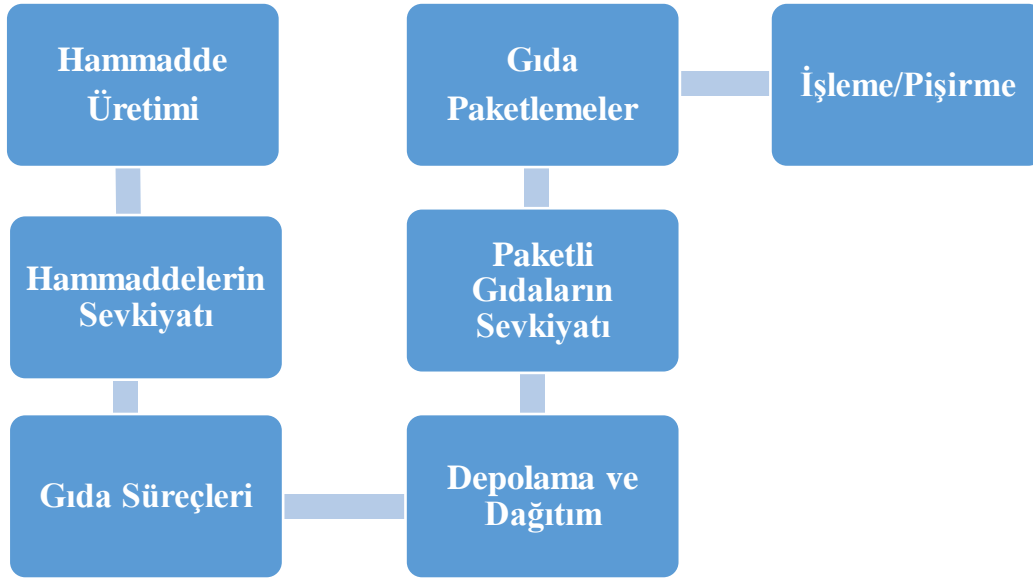 Hammadde
Üretimi
Hammaddelerin
Sevkiyatı
Gıda Süreçleri
Depolama ve
Dağıtım
Paketli
Gıdaların
Sevkiyatı
Gıda
Paketlemeler
İşleme/Pişirme